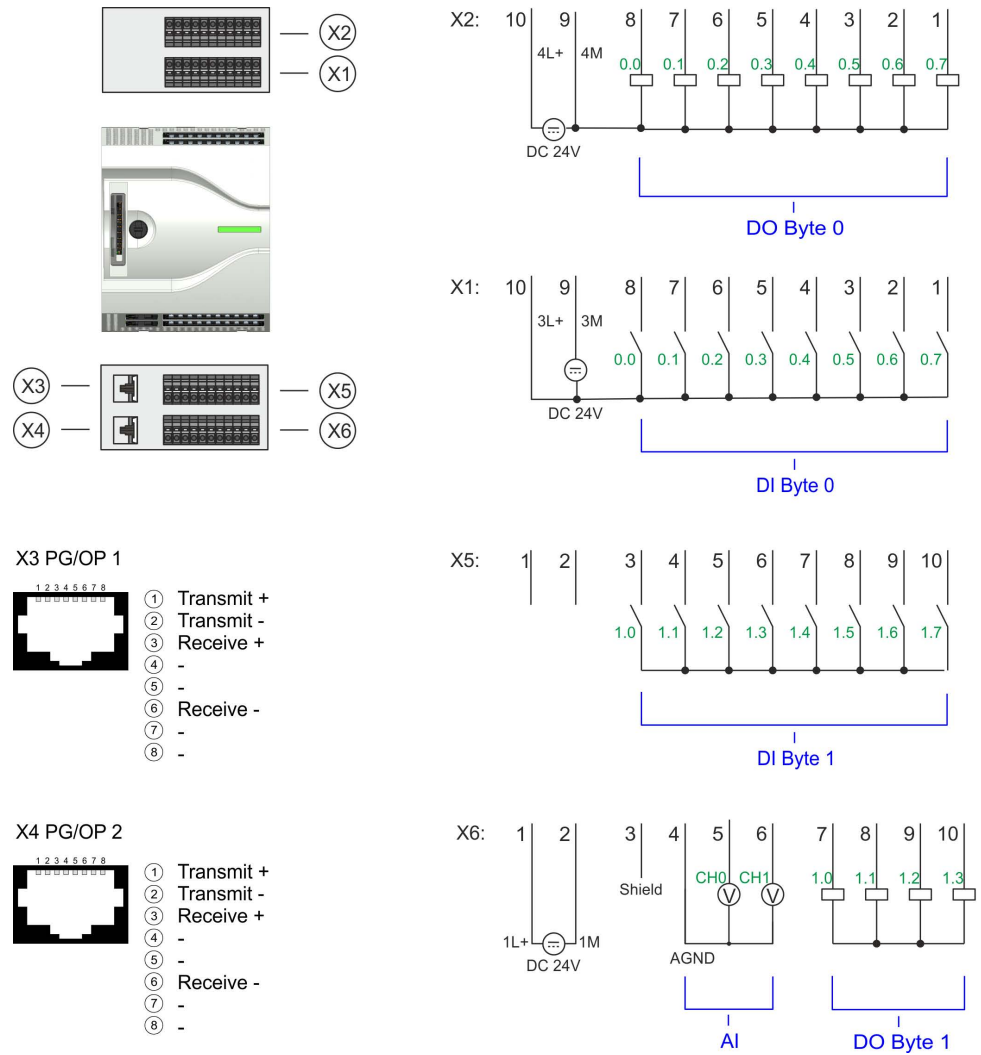 X2
X1
X3
X5
X4
X6
X2: 10 9 8 7 6 5 4 3 2 1
4L+ 4M
0.0 0.1 0.2 0.3 0.4 0.5 0.6 0.7
DC 24V
DO Byte 0
X1: 10 9 8 7 6 5 4 3 2 1
3L+ 3M
0.0 0.1 0.2 0.3 0.4 0.5 0.6 0.7
DC 24V
DI Byte 0
X3 PG/OP 1
1 2 3 4 5 6 7 8
1 Transmit +
2 Transmit -
3 Receive +
4 -
5 -
6 Receive -
7 -
8 -
X5: 1 2 3 4 5 6 7 8 9 10
1.0 1.1 1.2 1.3 1.4 1.5 1.6 1.7
DI Byte 1
X4 PG/OP 2
1 2 3 4 5 6 7 8
1 Transmit +
2 Transmit -
3 Receive +
4 -
5 -
6 Receive -
7 -
8 -
X6: 1 2 3 4 5 6 7 8 9 10
CH0 CH1 1.0 1.1 1.2 1.3
Shield V V
1L+ 1M
DC 24V
AGND
AI
DO Byte 1